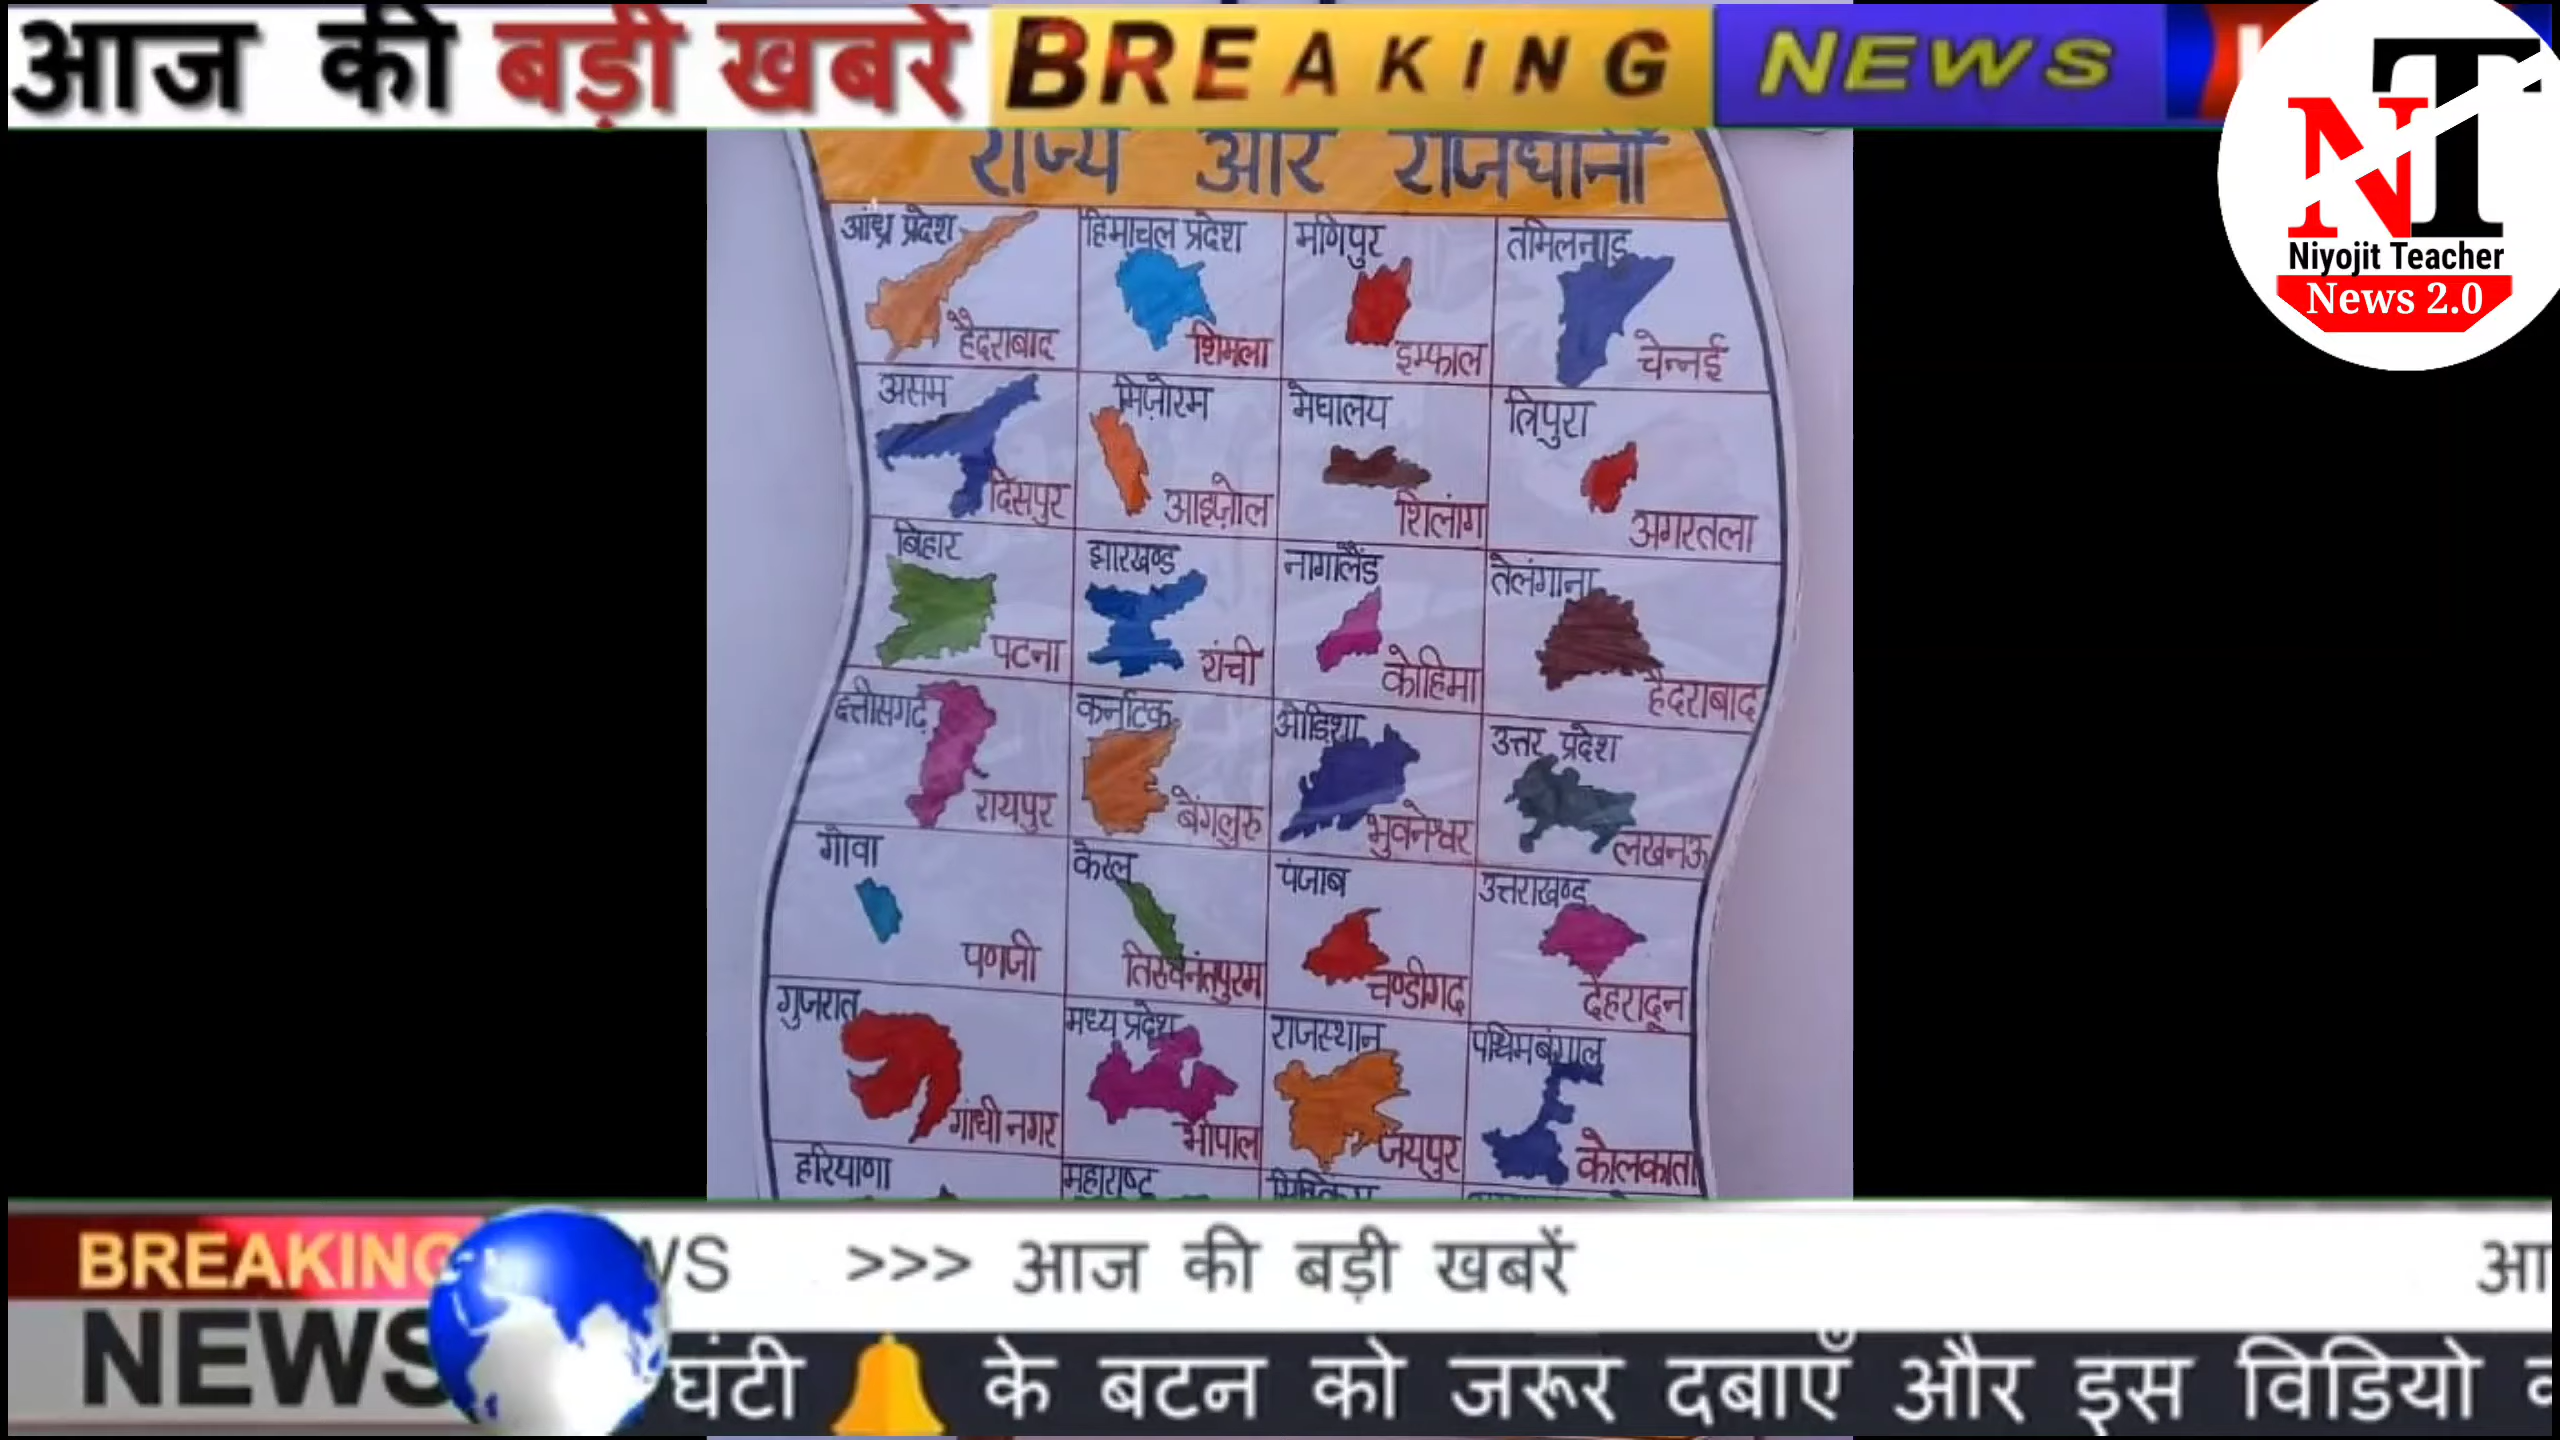 आज की बड़ी खबरें BREAKING NEWS
NT
Niyojit Teacher
News 2.0
राज्य और राजधानी
आंध्र प्रदेश हिमाचल प्रदेश मणिपुर तमिलनाडु
हैदराबाद शिमला इम्फाल चेन्नई
असम मिज़ोरम मेघालय त्रिपुरा
दिसपुर आइज़ोल शिलांग अगरतला
बिहार झारखण्ड नागालैंड तेलंगाना
पटना रांची कोहिमा हैदराबाद
छत्तीसगढ़ कर्नाटक ओडिशा उत्तर प्रदेश
रायपुर बेंगलुरु भुवनेश्वर लखनऊ
गोवा केरल पंजाब उत्तराखण्ड
पणजी तिरुवनंतपुरम चण्डीगढ़ देहरादून
गुजरात मध्य प्रदेश राजस्थान पश्चिम बंगाल
गांधी नगर भोपाल जयपुर कोलकाता
हरियाणा महाराष्ट्र सिक्किम
BREAKING NEWS
WS >>> आज की बड़ी खबरें आ
घंटी के बटन को जरूर दबाएँ और इस विडियो